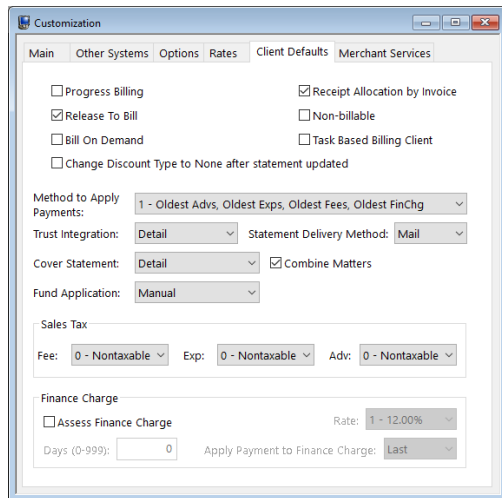 Customization
Main Other Systems Options Rates Client Defaults Merchant Services
Progress Billing Receipt Allocation by Invoice
Release To Bill Non-billable
Bill On Demand Task Based Billing Client
Change Discount Type to None after statement updated
Method to Apply
Payments: 1 - Oldest Advs, Oldest Exps, Oldest Fees, Oldest FinChg
Trust Integration: Detail Statement Delivery Method: Mail
Cover Statement: Detail Combine Matters
Fund Application: Manual
Sales Tax
Fee: 0 - Nontaxable Exp: 0 - Nontaxable Adv: 0 - Nontaxable
Finance Charge
Assess Finance Charge Rate: 1 - 12.00%
Days (0-999): 0 Apply Payment to Finance Charge: Last